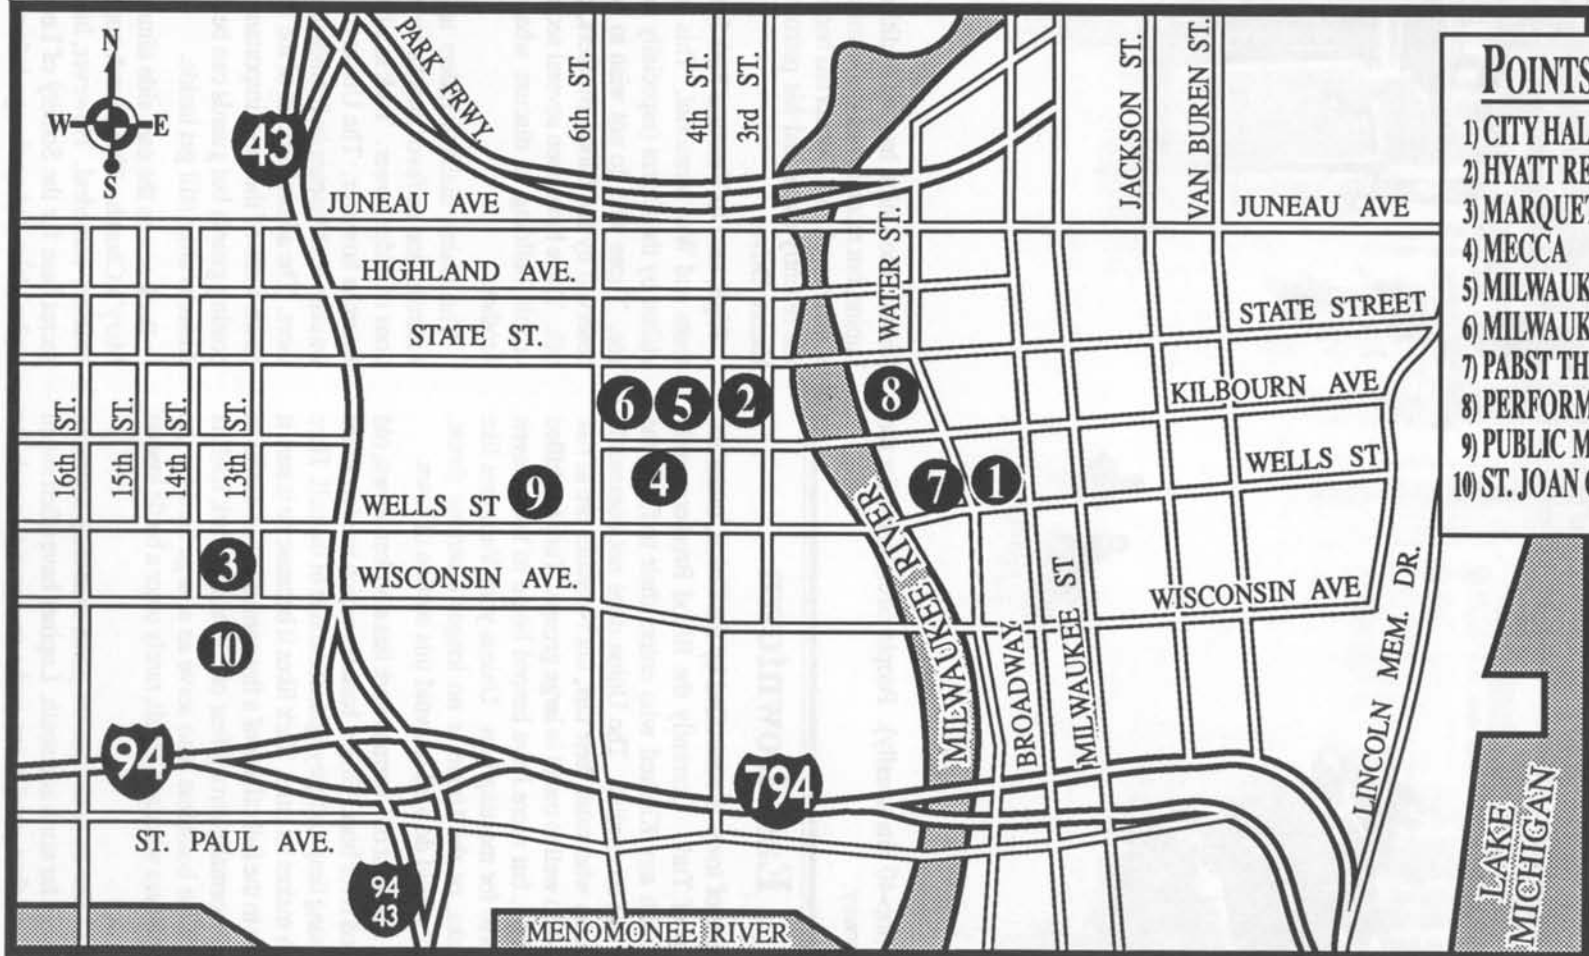 N
W
E
S
43
PARK FRWY.
6th ST.
4th ST.
3rd ST.
JACKSON ST.
VAN BUREN ST.
JUNEAU AVE
JUNEAU AVE
WATER ST.
HIGHLAND AVE.
STATE STREET
STATE ST.
KILBOURN AVE
6
5
2
8
16th ST.
15th ST.
14th ST.
13th ST.
WELLS ST
9
4
7
1
WELLS ST
3
WISCONSIN AVE.
WISCONSIN AVE
10
MILWAUKEE RIVER
BROADWAY
MILWAUKEE ST
LINCOLN MEM. DR.
94
794
ST. PAUL AVE.
94
43
MENOMONEE RIVER
LAKE
MICHIGAN
POINTS
1) CITY HAL
2) HYATT RE
3) MARQUET
4) MECCA
5) MILWAUK
6) MILWAUK
7) PABST TH
8) PERFORM
9) PUBLIC M
10) ST. JOAN